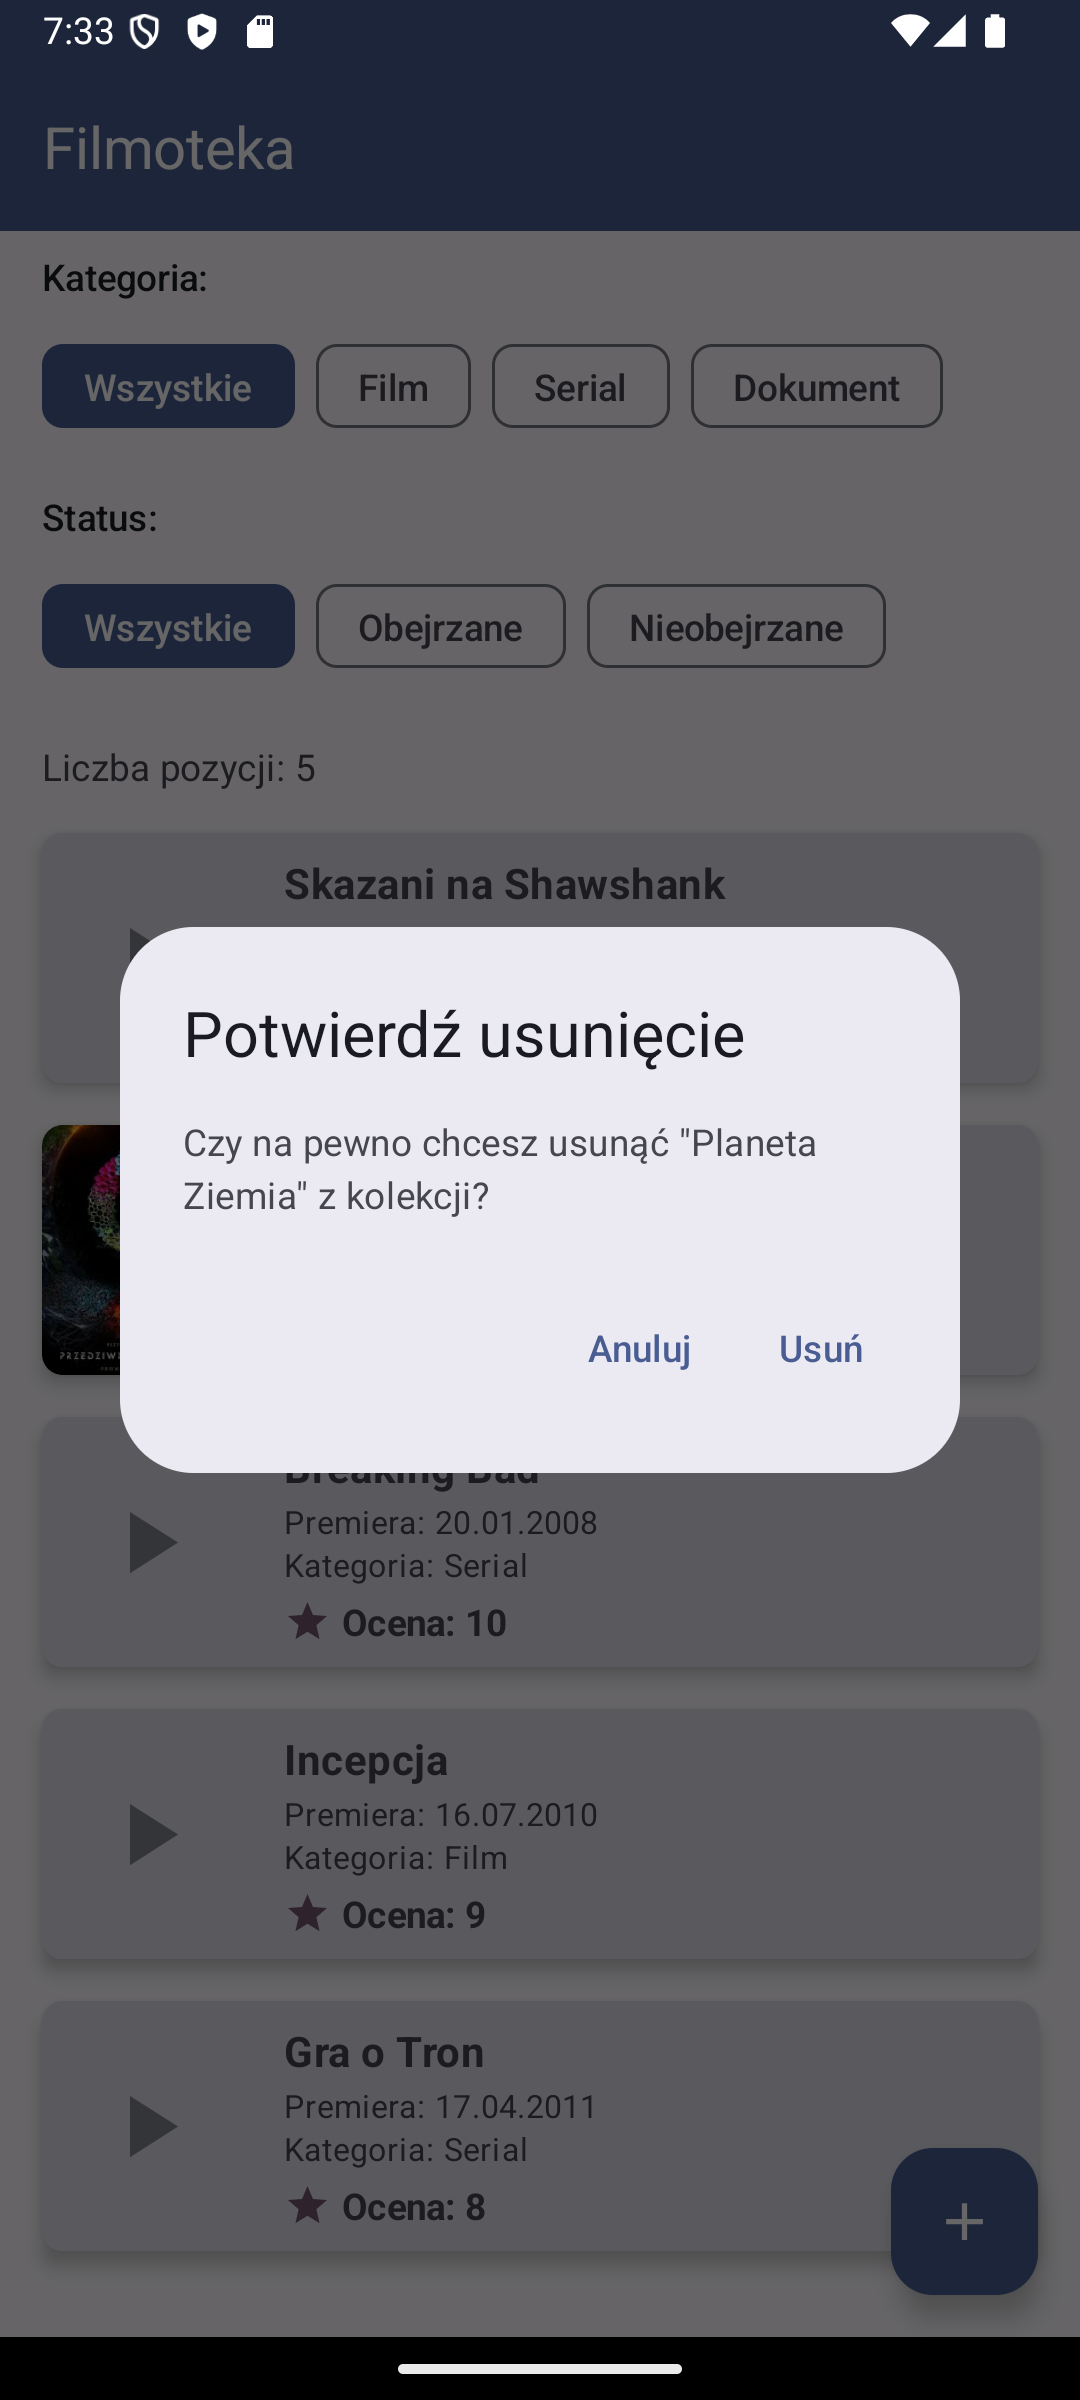 7:33
Filmoteka
Kategoria:
Wszystkie Film Serial Dokument
Status:
Wszystkie Obejrzane Nieobejrzane
Liczba pozycji: 5
Skazani na Shawshank
Potwierdź usunięcie
Czy na pewno chcesz usunąć "Planeta
Ziemia" z kolekcji?
Anuluj Usuń
Breaking Bad
Premiera: 20.01.2008
Kategoria: Serial
Ocena: 10
Incepcja
Premiera: 16.07.2010
Kategoria: Film
Ocena: 9
Gra o Tron
Premiera: 17.04.2011
Kategoria: Serial
Ocena: 8